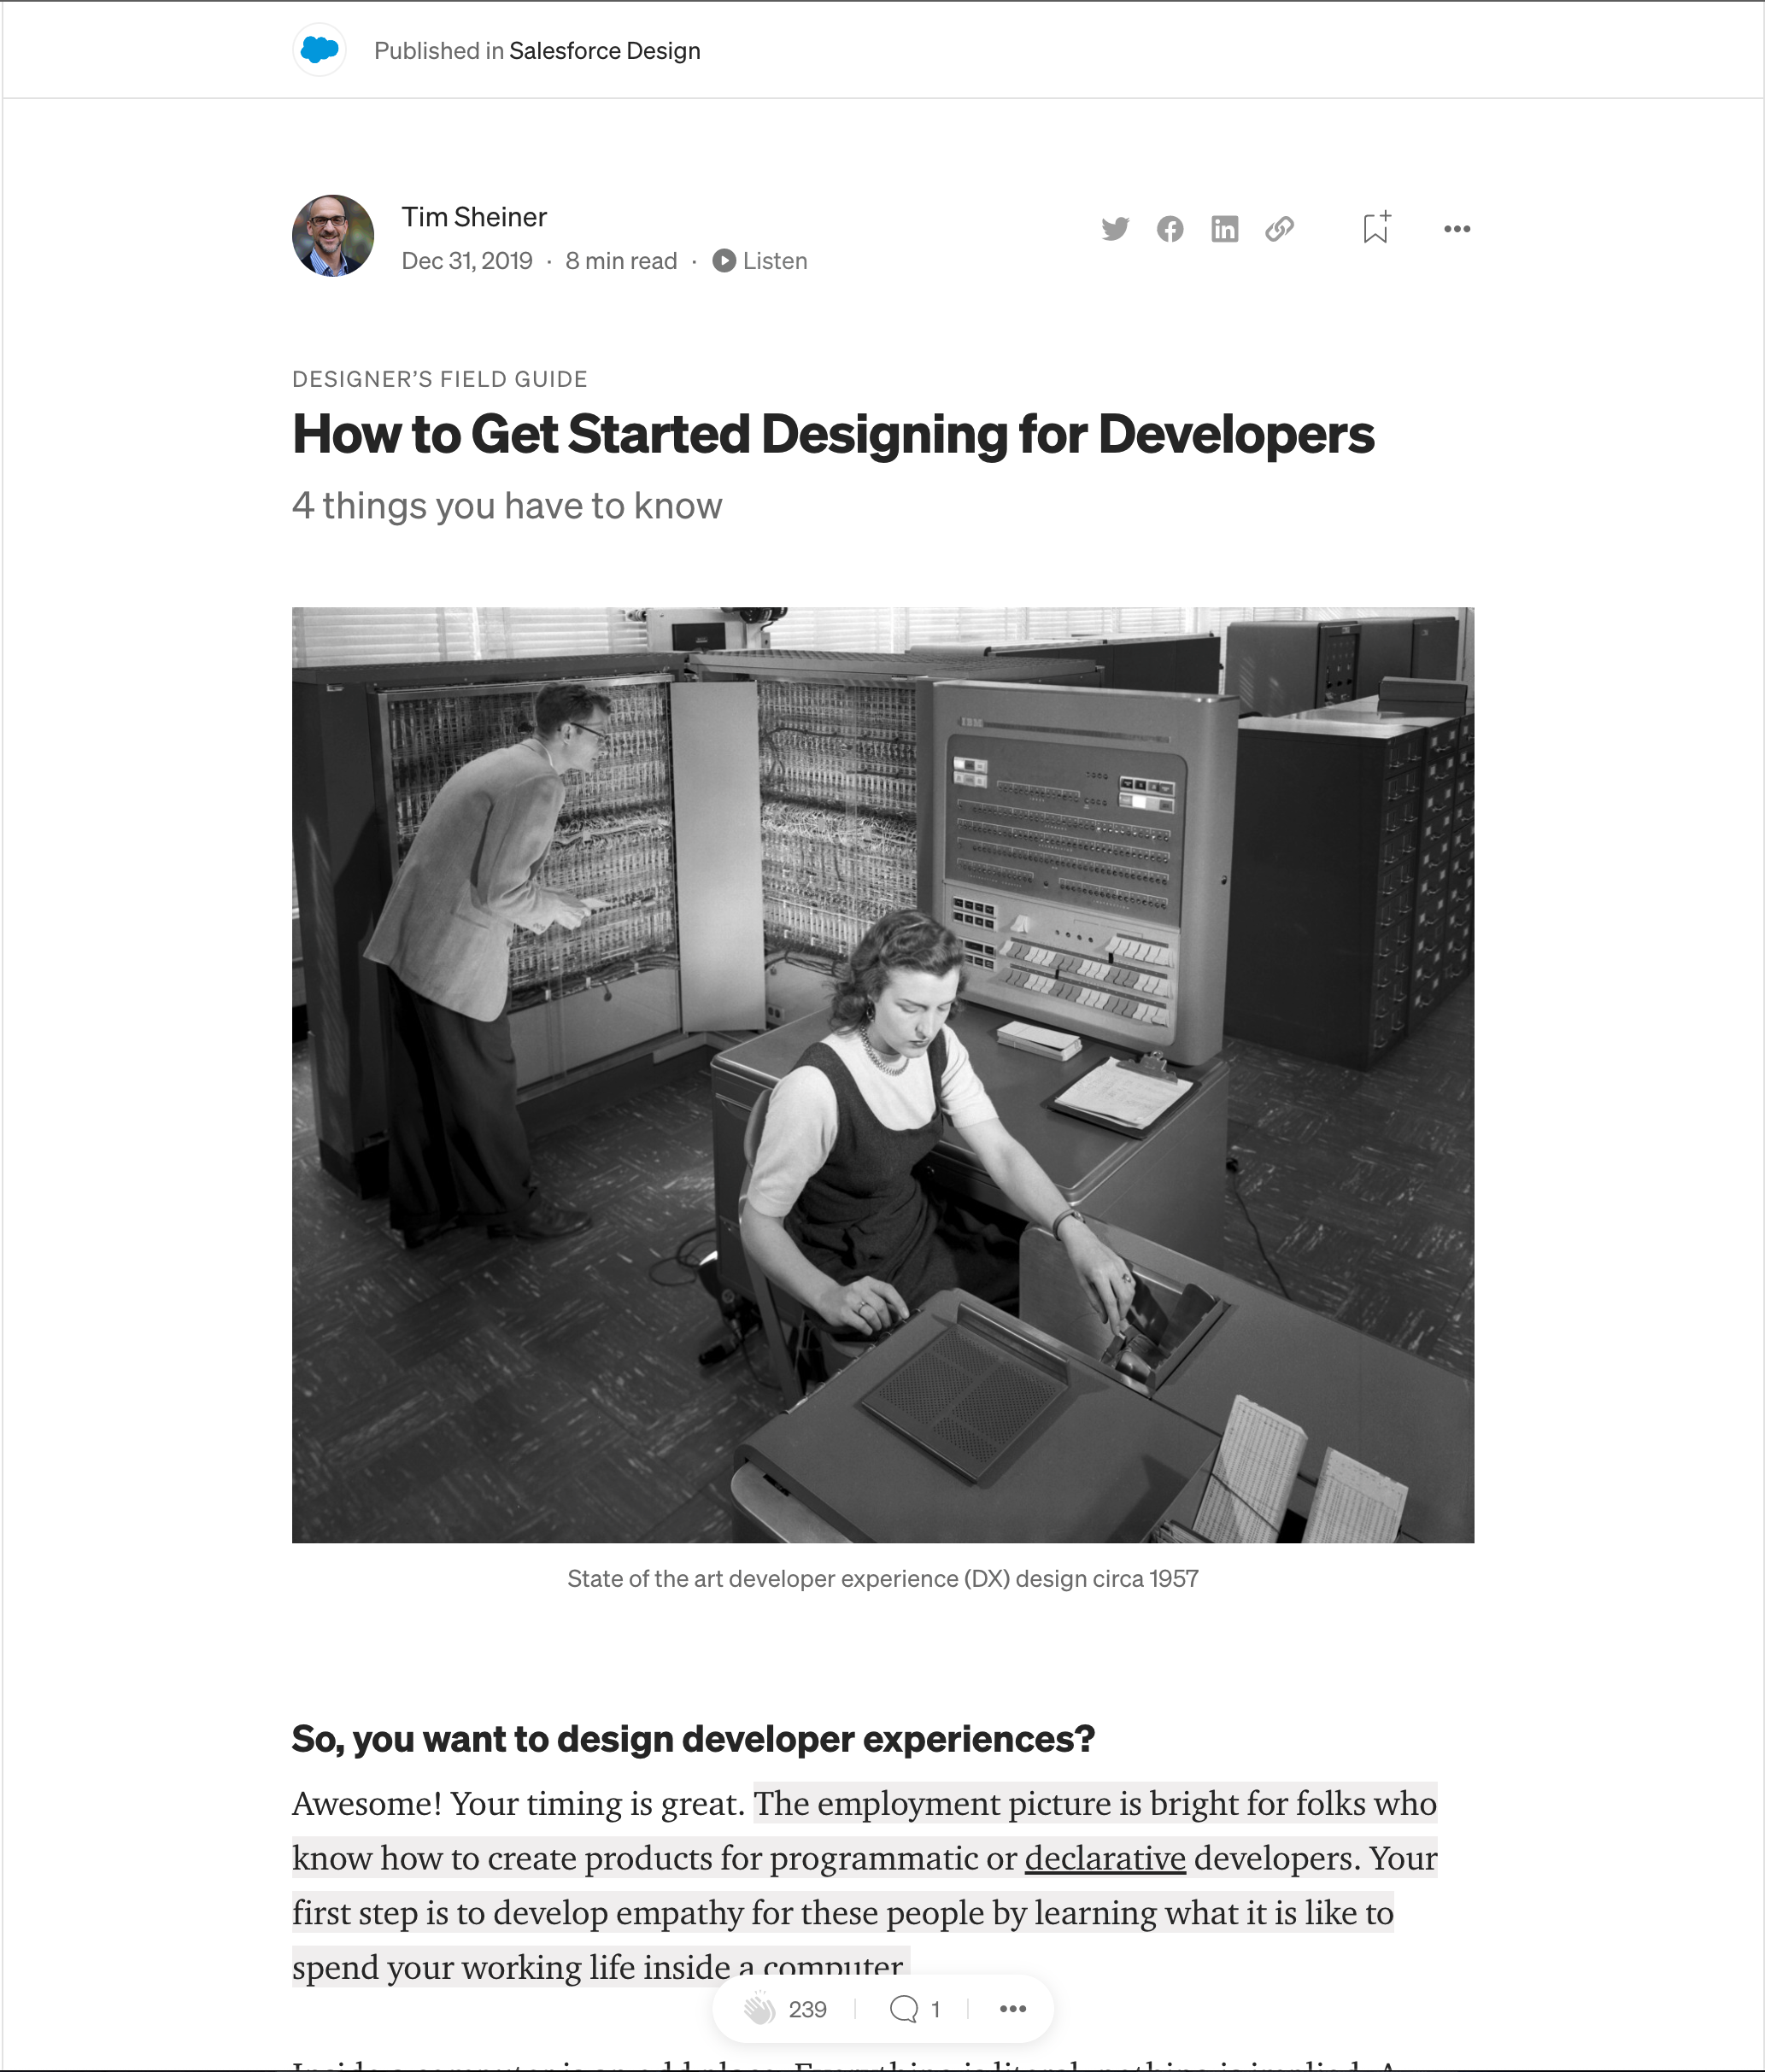 Published in Salesforce Design
Tim Sheiner
Dec 31, 2019 · 8 min read · Listen
DESIGNER’S FIELD GUIDE
How to Get Started Designing for Developers
4 things you have to know
IBM
State of the art developer experience (DX) design circa 1957
So, you want to design developer experiences?
Awesome! Your timing is great. The employment picture is bright for folks who
know how to create products for programmatic or declarative developers. Your
first step is to develop empathy for these people by learning what it is like to
spend your working life inside a computer.
239
1